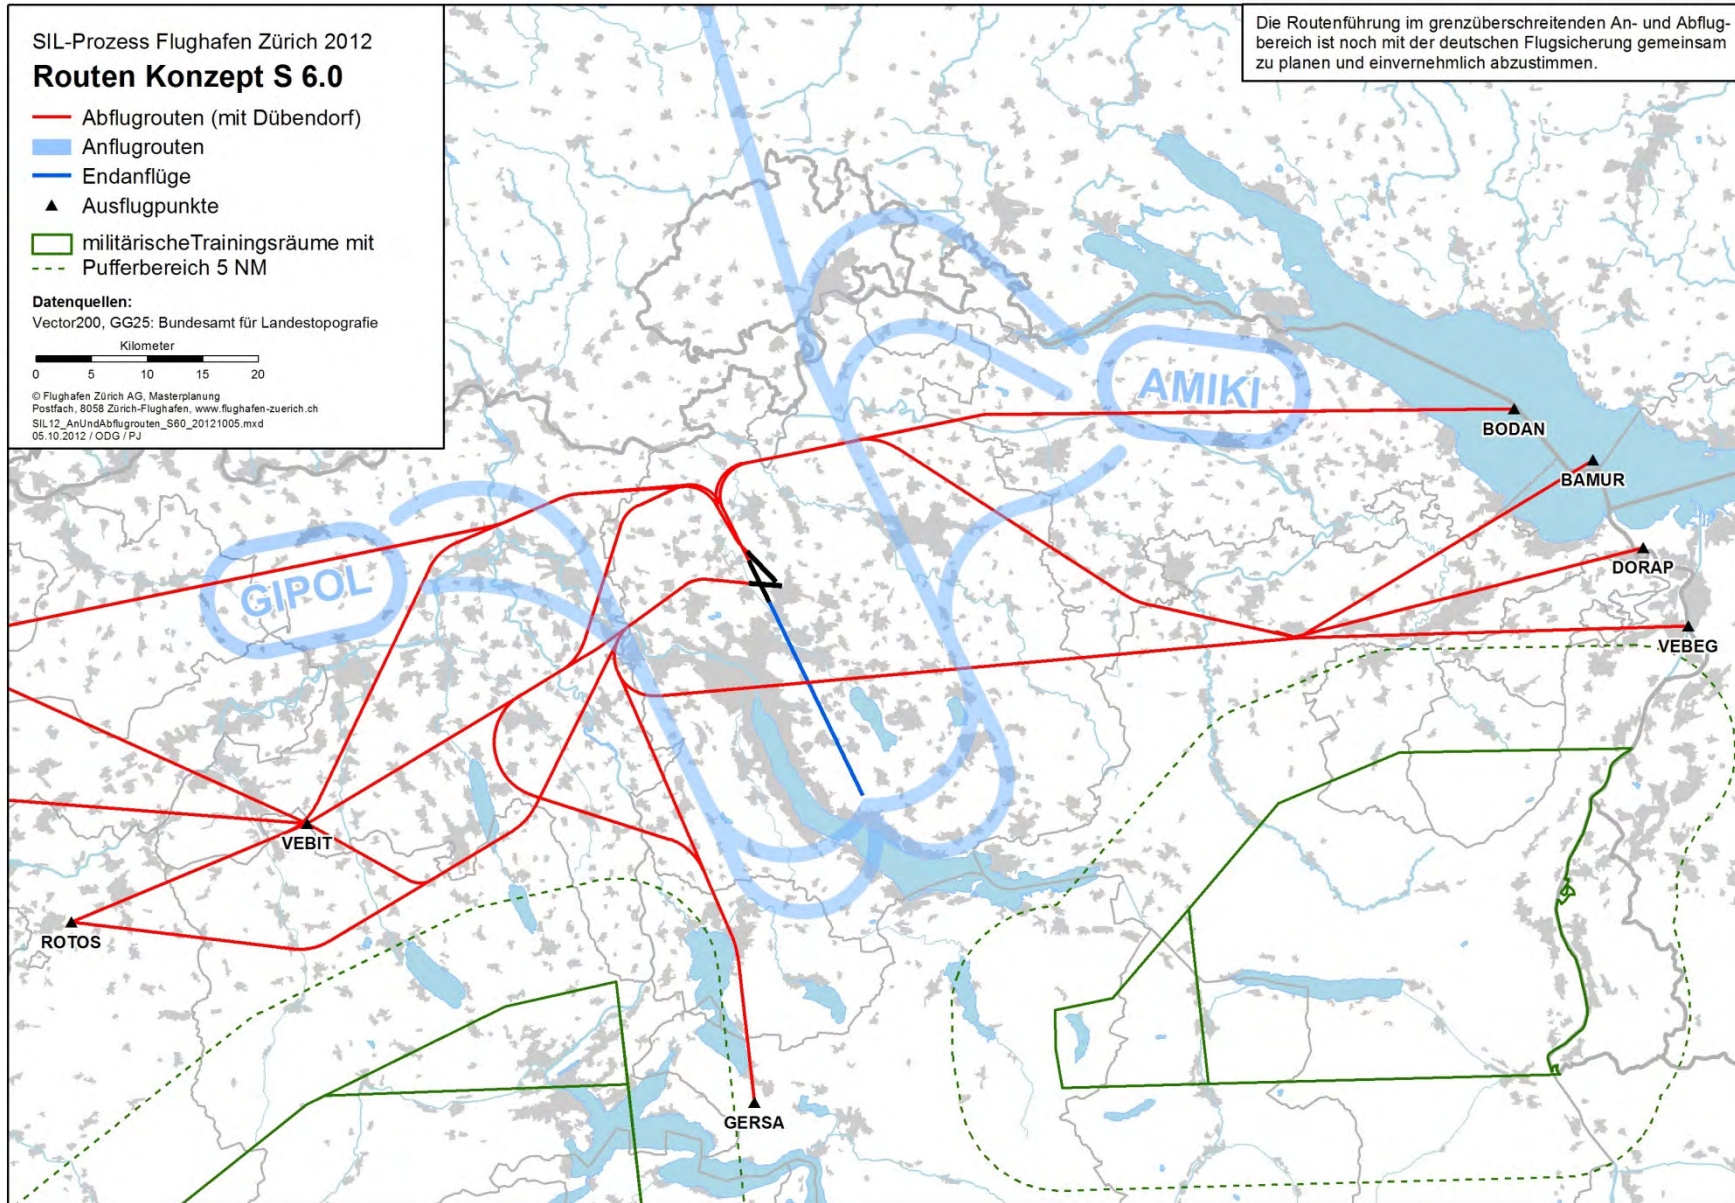 SIL-Prozess Flughafen Zürich 2012
Routen Konzept S 6.0
Abflugrouten (mit Dübendorf)
Anflugrouten
Endanflüge
Ausflugpunkte
militärischeTrainingsräume mit
Pufferbereich 5 NM
Datenquellen:
Vector200, GG25: Bundesamt für Landestopografie
Kilometer
0 5 10 15 20
© Flughafen Zürich AG, Masterplanung
Postfach, 8058 Zürich-Flughafen, www.flughafen-zuerich.ch
SIL12_AnUndAbflugrouten_S60_20121005.mxd
05.10.2012 / ODG / PJ
Die Routenführung im grenzüberschreitenden An- und Abflug-
bereich ist noch mit der deutschen Flugsicherung gemeinsam
zu planen und einvernehmlich abzustimmen.
AMIKI
BODAN
BAMUR
DORAP
GIPOL
VEBEG
VEBIT
ROTOS
GERSA